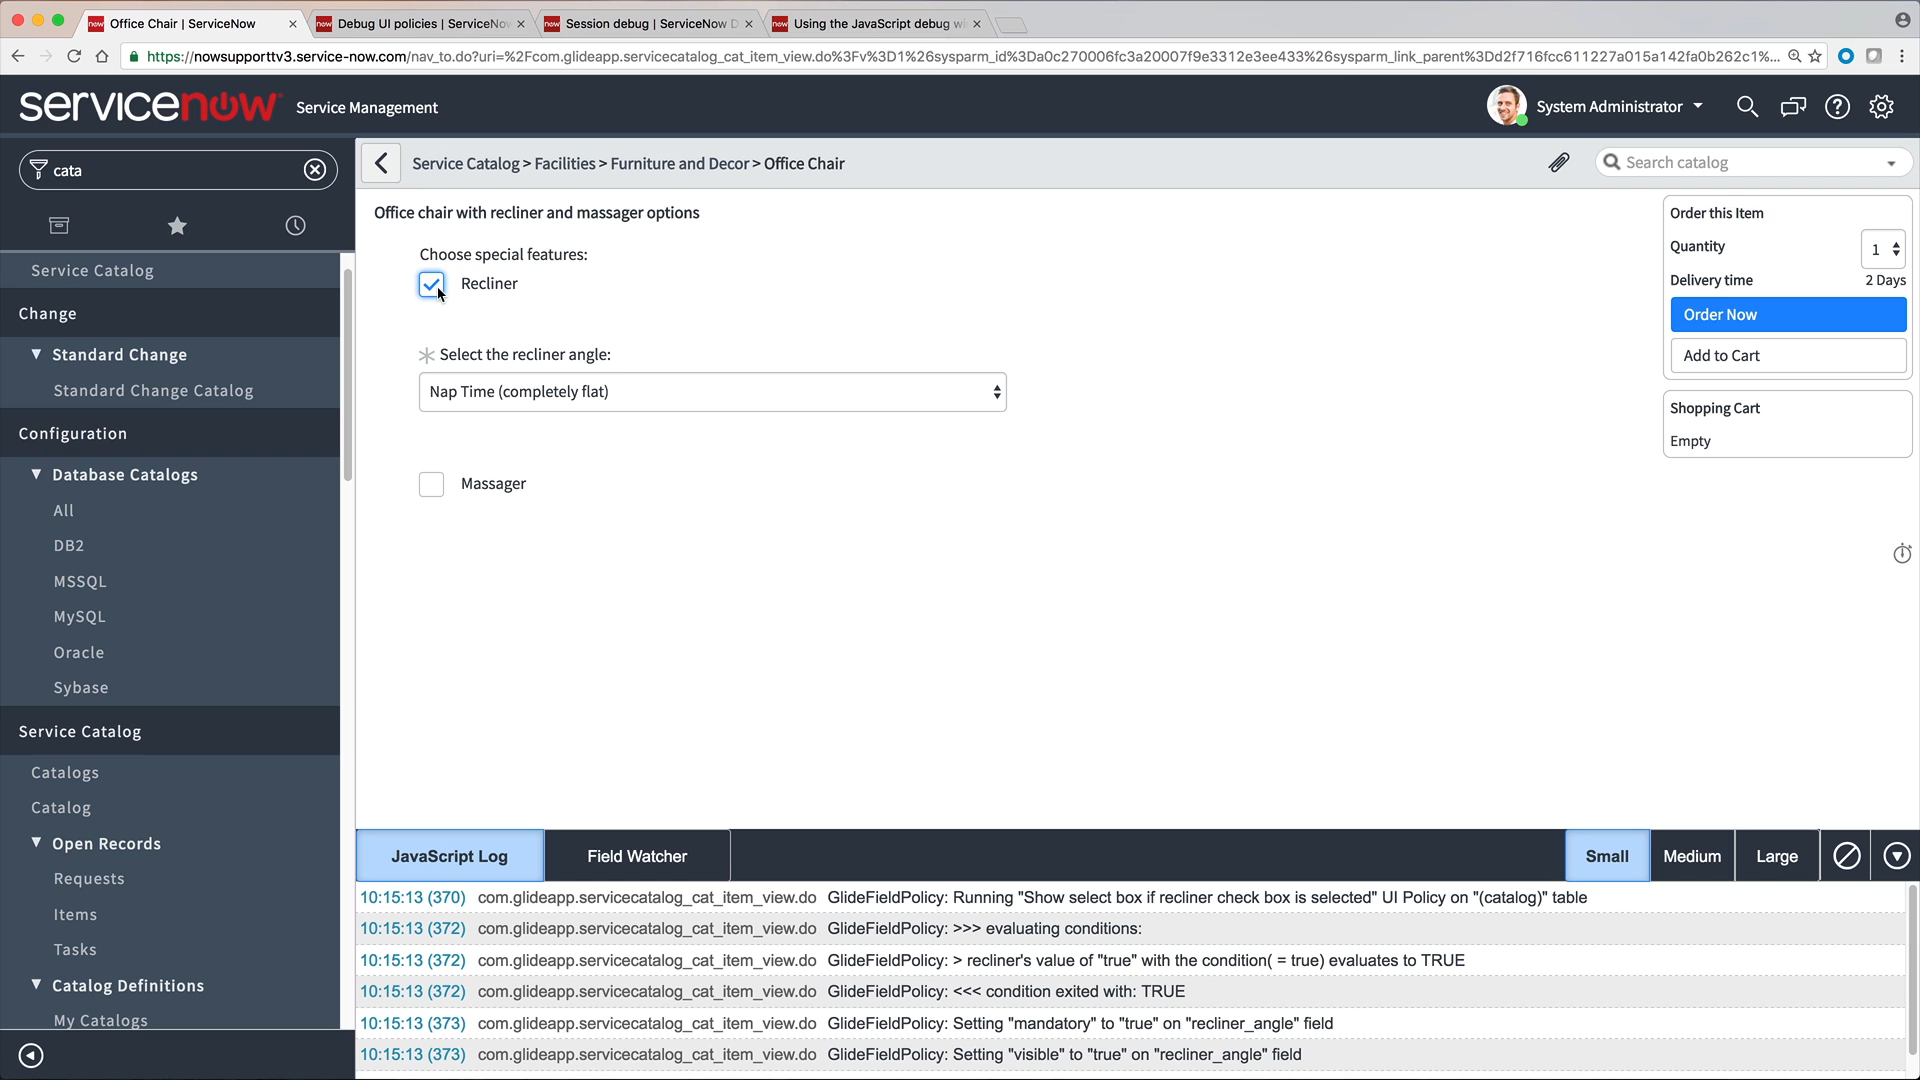 Office Chair | ServiceNow
Debug UI policies | ServiceNow
Session debug | ServiceNow D
Using the JavaScript debug wi
https://nowsupporttv3.service-now.com/nav_to.do?uri=%2Fcom.glideapp.servicecatalog_cat_item_view.do%3Fv%3D1%26sysparm_id%3Da0c270006fc3a20007f9e3312e3ee433%26sysparm_link_parent%3Dd2f716fcc611227a015a142fa0b262c1%...
servicenow Service Management
System Administrator
cata
Service Catalog > Facilities > Furniture and Decor > Office Chair
Search catalog
Service Catalog
Change
Standard Change
Standard Change Catalog
Configuration
Database Catalogs
All
DB2
MSSQL
MySQL
Oracle
Sybase
Service Catalog
Catalogs
Catalog
Open Records
Requests
Items
Tasks
Catalog Definitions
My Catalogs
Office chair with recliner and massager options
Choose special features:
Recliner
Select the recliner angle:
Nap Time (completely flat)
Massager
Order this Item
Quantity 1
Delivery time 2 Days
Order Now
Add to Cart
Shopping Cart
Empty
JavaScript Log Field Watcher Small Medium Large
10:15:13 (370) com.glideapp.servicecatalog_cat_item_view.do GlideFieldPolicy: Running "Show select box if recliner check box is selected" UI Policy on "(catalog)" table
10:15:13 (372) com.glideapp.servicecatalog_cat_item_view.do GlideFieldPolicy: >>> evaluating conditions:
10:15:13 (372) com.glideapp.servicecatalog_cat_item_view.do GlideFieldPolicy: > recliner's value of "true" with the condition( = true) evaluates to TRUE
10:15:13 (372) com.glideapp.servicecatalog_cat_item_view.do GlideFieldPolicy: <<< condition exited with: TRUE
10:15:13 (373) com.glideapp.servicecatalog_cat_item_view.do GlideFieldPolicy: Setting "mandatory" to "true" on "recliner_angle" field
10:15:13 (373) com.glideapp.servicecatalog_cat_item_view.do GlideFieldPolicy: Setting "visible" to "true" on "recliner_angle" field